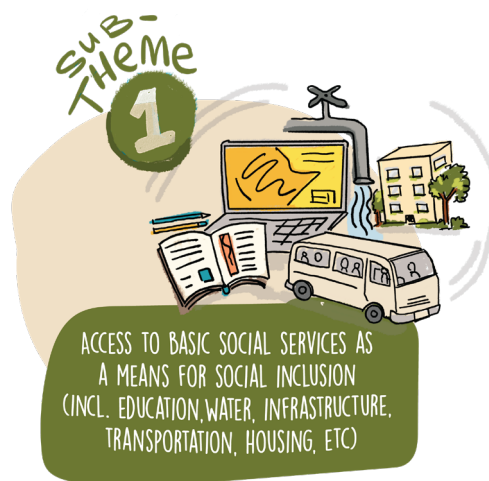 SUB-
THEME
1
ACCESS TO BASIC SOCIAL SERVICES AS
A MEANS FOR SOCIAL INCLUSION
(INCL. EDUCATION, WATER, INFRASTRUCTURE,
TRANSPORTATION, HOUSING, ETC)